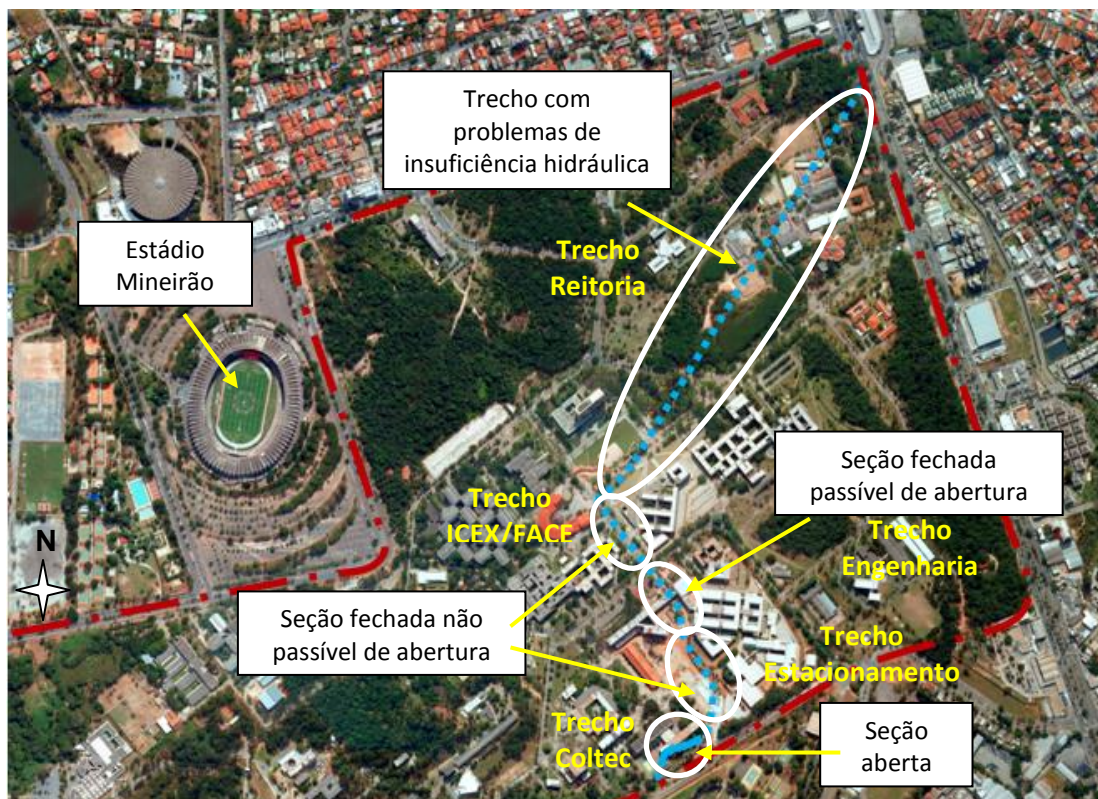 Trecho com
problemas de
insuficiência hidráulica
Estádio
Mineirão
Trecho
Reitoria
Seção fechada
passível de abertura
Trecho
ICEX/FACE
Trecho
Engenharia
N
Seção fechada não
passível de abertura
Trecho
Estacionamento
Trecho
Coltec
Seção
aberta